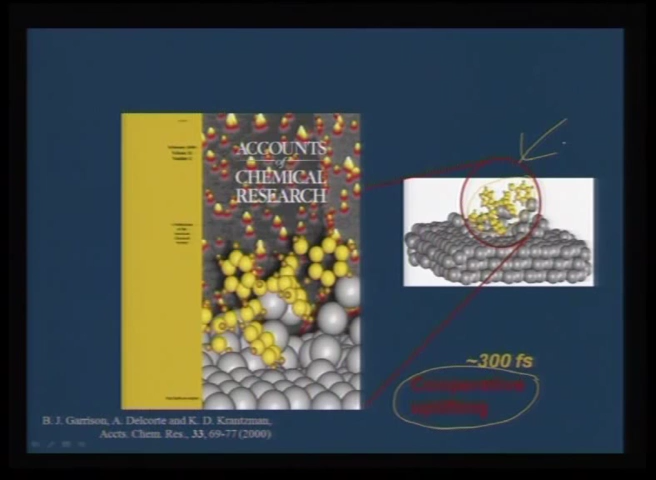 ACCOUNTS
of
CHEMICAL
RESEARCH
~300 fs
Cooperative
uplifting
B. J. Garrison, A. Delcorte and K. D. Krantzman,
Accts. Chem. Res., 33, 69-77 (2000)